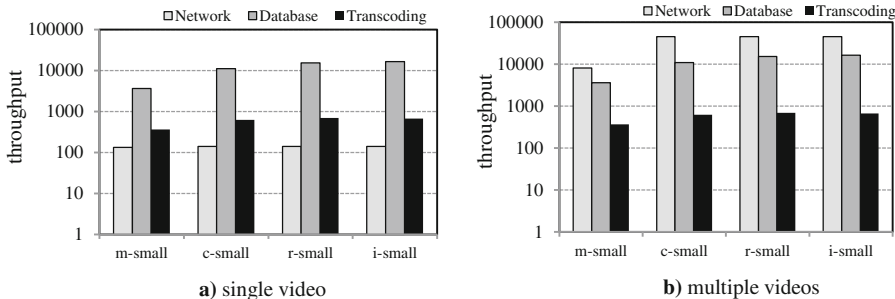 Network Database Transcoding
100000
10000
1000
100
10
1
throughput
m-small c-small r-small i-small
a) single video
Network Database Transcoding
100000
10000
1000
100
10
1
throughput
m-small c-small r-small i-small
b) multiple videos